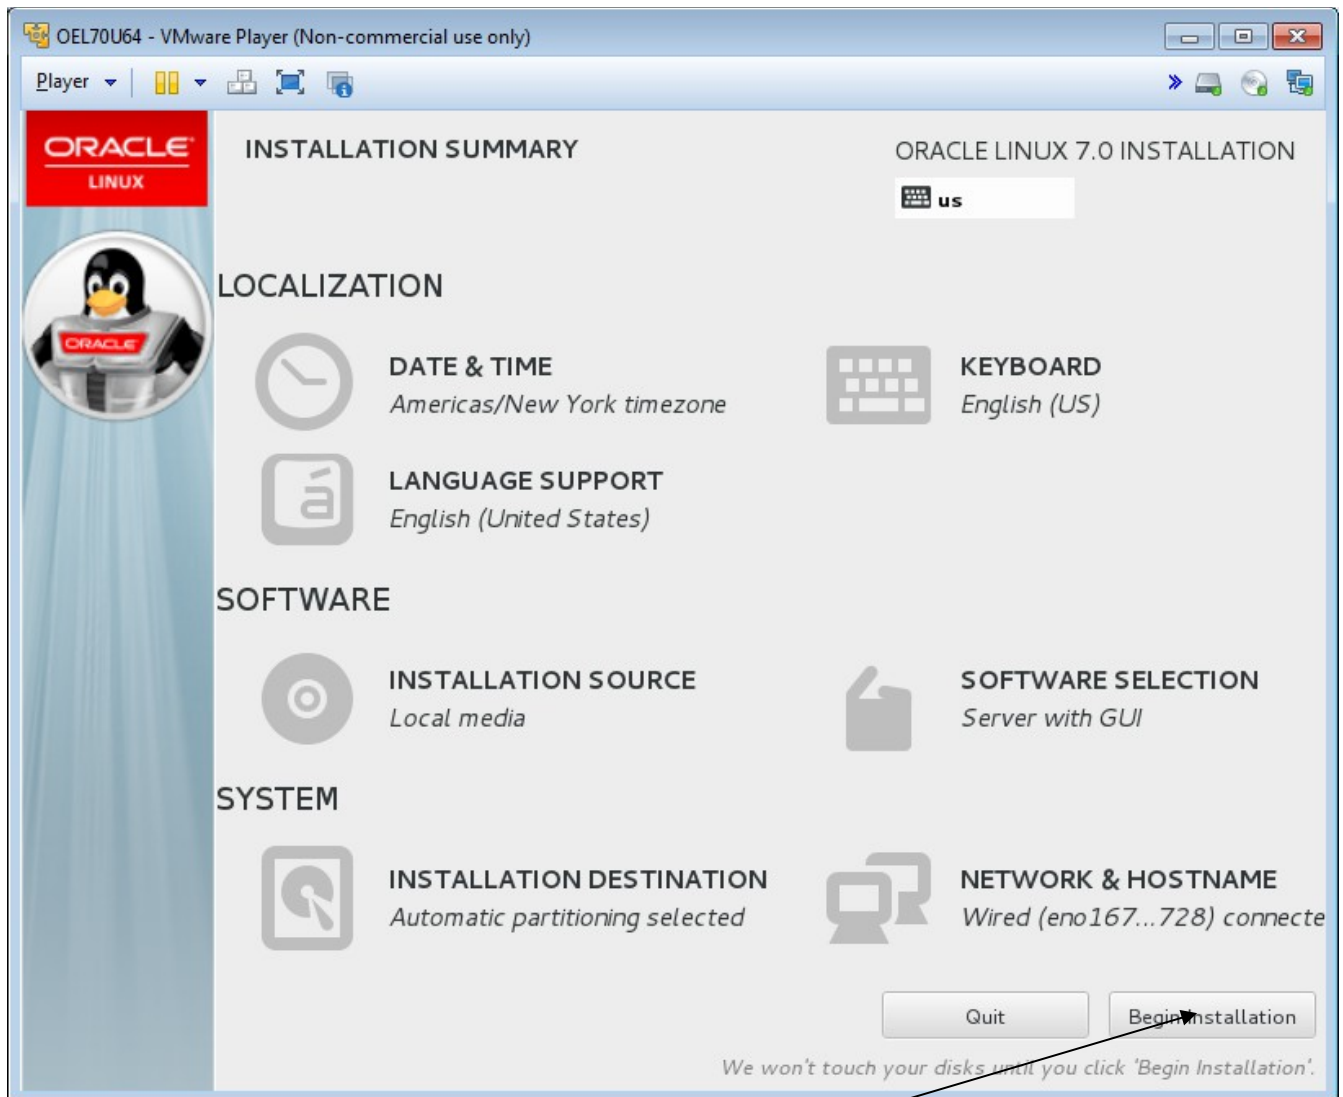 OEL70U64 - VMware Player (Non-commercial use only)
Player
ORACLE
LINUX
INSTALLATION SUMMARY
ORACLE LINUX 7.0 INSTALLATION
us
ORACLE
LOCALIZATION
DATE & TIME
Americas/New York timezone
KEYBOARD
English (US)
á
LANGUAGE SUPPORT
English (United States)
SOFTWARE
INSTALLATION SOURCE
Local media
SOFTWARE SELECTION
Server with GUI
SYSTEM
INSTALLATION DESTINATION
Automatic partitioning selected
NETWORK & HOSTNAME
Wired (eno167...728) connecte
Quit
Begin Installation
We won't touch your disks until you click 'Begin Installation'.